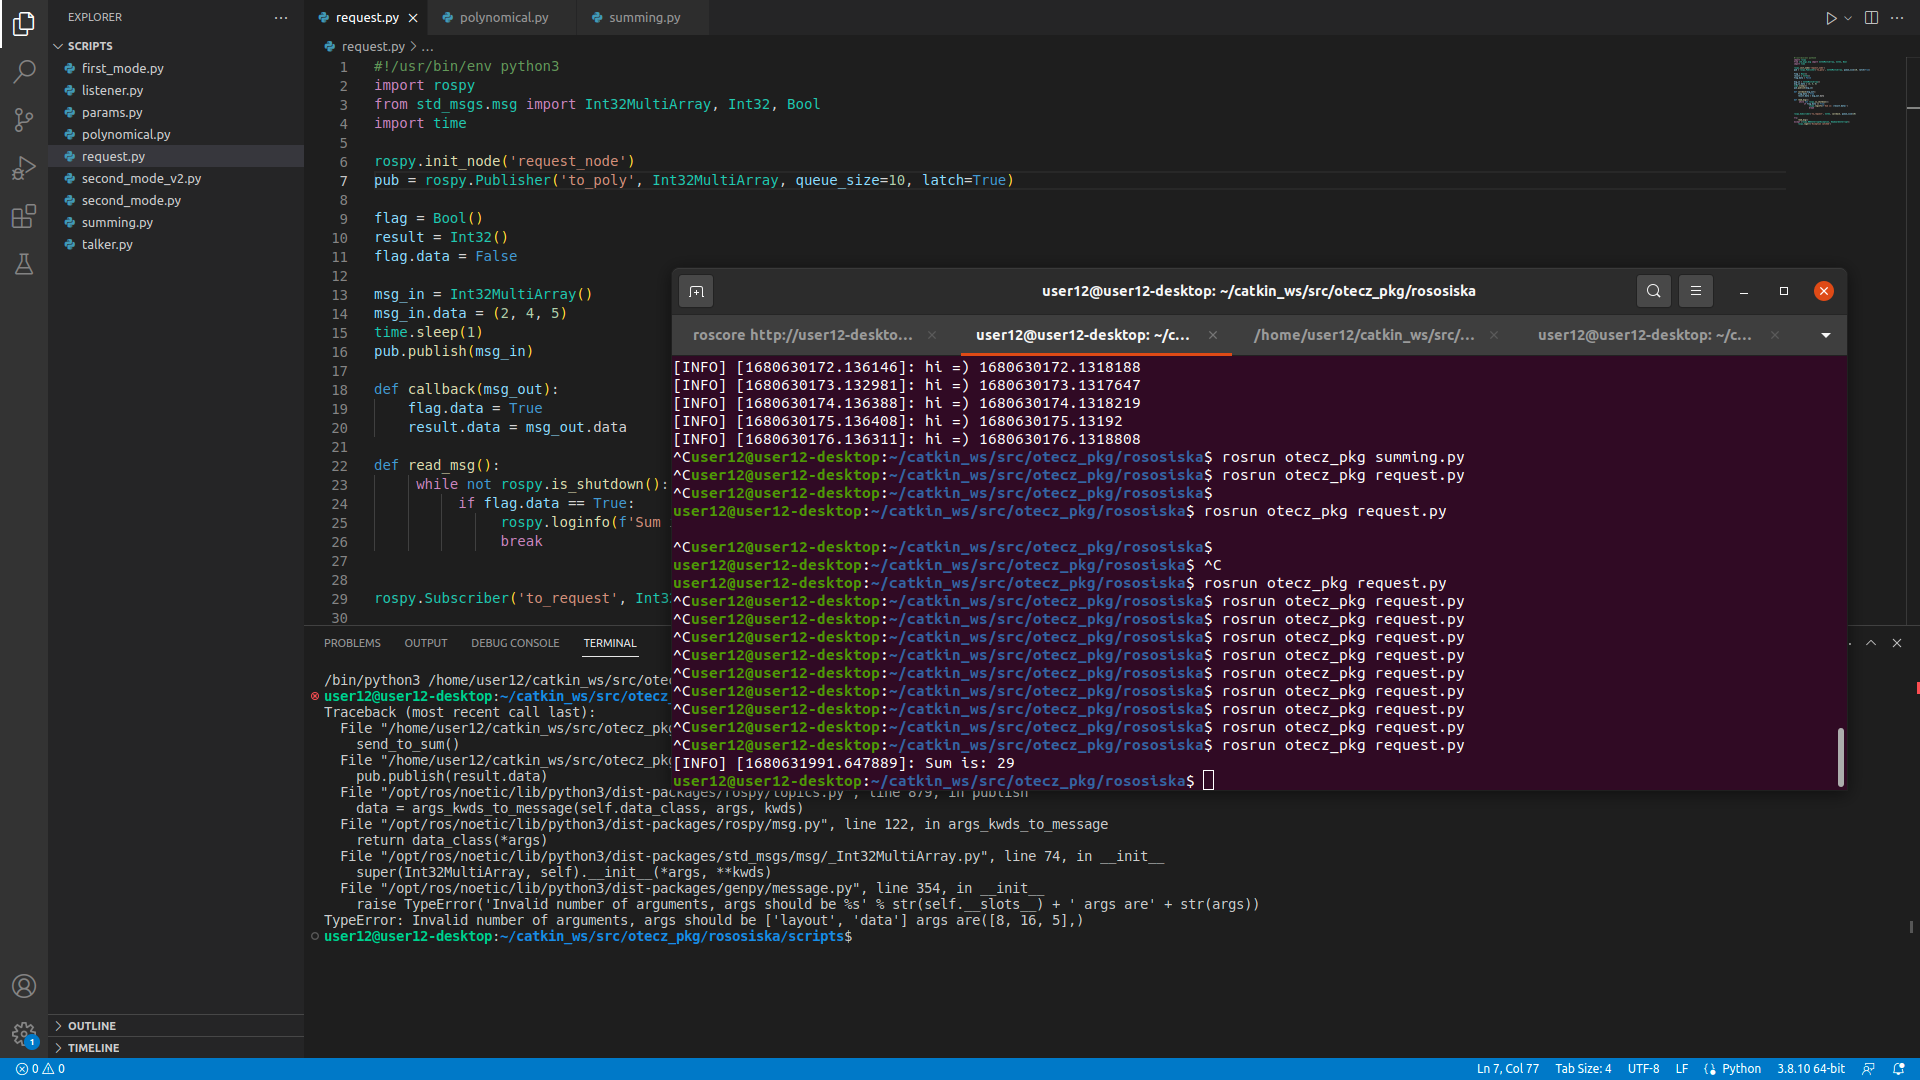 EXPLORER
SCRIPTS
first_mode.py
listener.py
params.py
polynomical.py
request.py
second_mode_v2.py
second_mode.py
summing.py
talker.py
OUTLINE
TIMELINE
request.py polynomical.py summing.py
request.py > ...
1 #!/usr/bin/env python3
2 import rospy
3 from std_msgs.msg import Int32MultiArray, Int32, Bool
4 import time
5
6 rospy.init_node('request_node')
7 pub = rospy.Publisher('to_poly', Int32MultiArray, queue_size=10, latch=True)
8
9 flag = Bool()
10 result = Int32()
11 flag.data = False
12
13 msg_in = Int32MultiArray()
14 msg_in.data = (2, 4, 5)
15 time.sleep(1)
16 pub.publish(msg_in)
17
18 def callback(msg_out):
19 flag.data = True
20 result.data = msg_out.data
21
22 def read_msg():
23 while not rospy.is_shutdown():
24 if flag.data == True:
25 rospy.loginfo(f'Sum
26 break
27
28
29 rospy.Subscriber('to_request', Int32
30
user12@user12-desktop: ~/catkin_ws/src/otecz_pkg/rososiska
roscore http://user12-deskto... user12@user12-desktop: ~/c... /home/user12/catkin_ws/src/... user12@user12-desktop: ~/c...
[INFO] [1680630172.136146]: hi =) 1680630172.1318188
[INFO] [1680630173.132981]: hi =) 1680630173.1317647
[INFO] [1680630174.136388]: hi =) 1680630174.1318219
[INFO] [1680630175.136408]: hi =) 1680630175.13192
[INFO] [1680630176.136311]: hi =) 1680630176.1318808
^Cuser12@user12-desktop:~/catkin_ws/src/otecz_pkg/rososiska$ rosrun otecz_pkg summing.py
^Cuser12@user12-desktop:~/catkin_ws/src/otecz_pkg/rososiska$ rosrun otecz_pkg request.py
^Cuser12@user12-desktop:~/catkin_ws/src/otecz_pkg/rososiska$
user12@user12-desktop:~/catkin_ws/src/otecz_pkg/rososiska$ rosrun otecz_pkg request.py
^Cuser12@user12-desktop:~/catkin_ws/src/otecz_pkg/rososiska$
user12@user12-desktop:~/catkin_ws/src/otecz_pkg/rososiska$ ^C
user12@user12-desktop:~/catkin_ws/src/otecz_pkg/rososiska$ rosrun otecz_pkg request.py
^Cuser12@user12-desktop:~/catkin_ws/src/otecz_pkg/rososiska$ rosrun otecz_pkg request.py
^Cuser12@user12-desktop:~/catkin_ws/src/otecz_pkg/rososiska$ rosrun otecz_pkg request.py
^Cuser12@user12-desktop:~/catkin_ws/src/otecz_pkg/rososiska$ rosrun otecz_pkg request.py
^Cuser12@user12-desktop:~/catkin_ws/src/otecz_pkg/rososiska$ rosrun otecz_pkg request.py
^Cuser12@user12-desktop:~/catkin_ws/src/otecz_pkg/rososiska$ rosrun otecz_pkg request.py
^Cuser12@user12-desktop:~/catkin_ws/src/otecz_pkg/rososiska$ rosrun otecz_pkg request.py
^Cuser12@user12-desktop:~/catkin_ws/src/otecz_pkg/rososiska$ rosrun otecz_pkg request.py
^Cuser12@user12-desktop:~/catkin_ws/src/otecz_pkg/rososiska$ rosrun otecz_pkg request.py
^Cuser12@user12-desktop:~/catkin_ws/src/otecz_pkg/rososiska$ rosrun otecz_pkg request.py
[INFO] [1680631991.647889]: Sum is: 29
user12@user12-desktop:~/catkin_ws/src/otecz_pkg/rososiska$
PROBLEMS OUTPUT DEBUG CONSOLE TERMINAL
/bin/python3 /home/user12/catkin_ws/src/otec
user12@user12-desktop:~/catkin_ws/src/otecz_
Traceback (most recent call last):
File "/home/user12/catkin_ws/src/otecz_pkg
send_to_sum()
File "/home/user12/catkin_ws/src/otecz_pkg
pub.publish(result.data)
File "/opt/ros/noetic/lib/python3/dist-packages/rospy/topics.py", line 879, in publish
data = args_kwds_to_message(self.data_class, args, kwds)
File "/opt/ros/noetic/lib/python3/dist-packages/rospy/msg.py", line 122, in args_kwds_to_message
return data_class(*args)
File "/opt/ros/noetic/lib/python3/dist-packages/std_msgs/msg/_Int32MultiArray.py", line 74, in __init__
super(Int32MultiArray, self).__init__(*args, **kwds)
File "/opt/ros/noetic/lib/python3/dist-packages/genpy/message.py", line 354, in __init__
raise TypeError('Invalid number of arguments, args should be %s' % str(self.__slots__) + ' args are' + str(args))
TypeError: Invalid number of arguments, args should be ['layout', 'data'] args are([8, 16, 5],)
user12@user12-desktop:~/catkin_ws/src/otecz_pkg/rososiska/scripts$
1
0 0 Ln 7, Col 77 Tab Size: 4 UTF-8 LF Python 3.8.10 64-bit